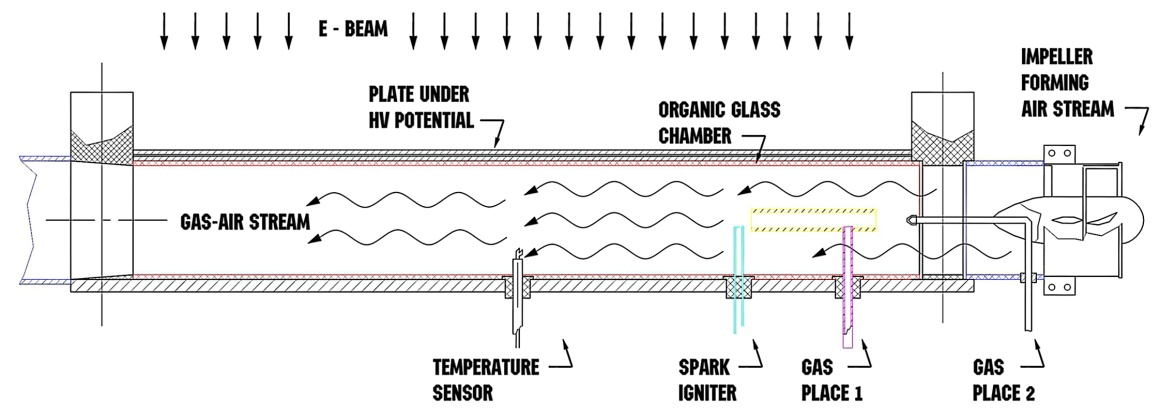 E - BEAM
IMPELLER
FORMING
AIR STREAM
PLATE UNDER
HV POTENTIAL
ORGANIC GLASS
CHAMBER
GAS-AIR STREAM
TEMPERATURE
SENSOR
SPARK
IGNITER
GAS
PLACE 1
GAS
PLACE 2